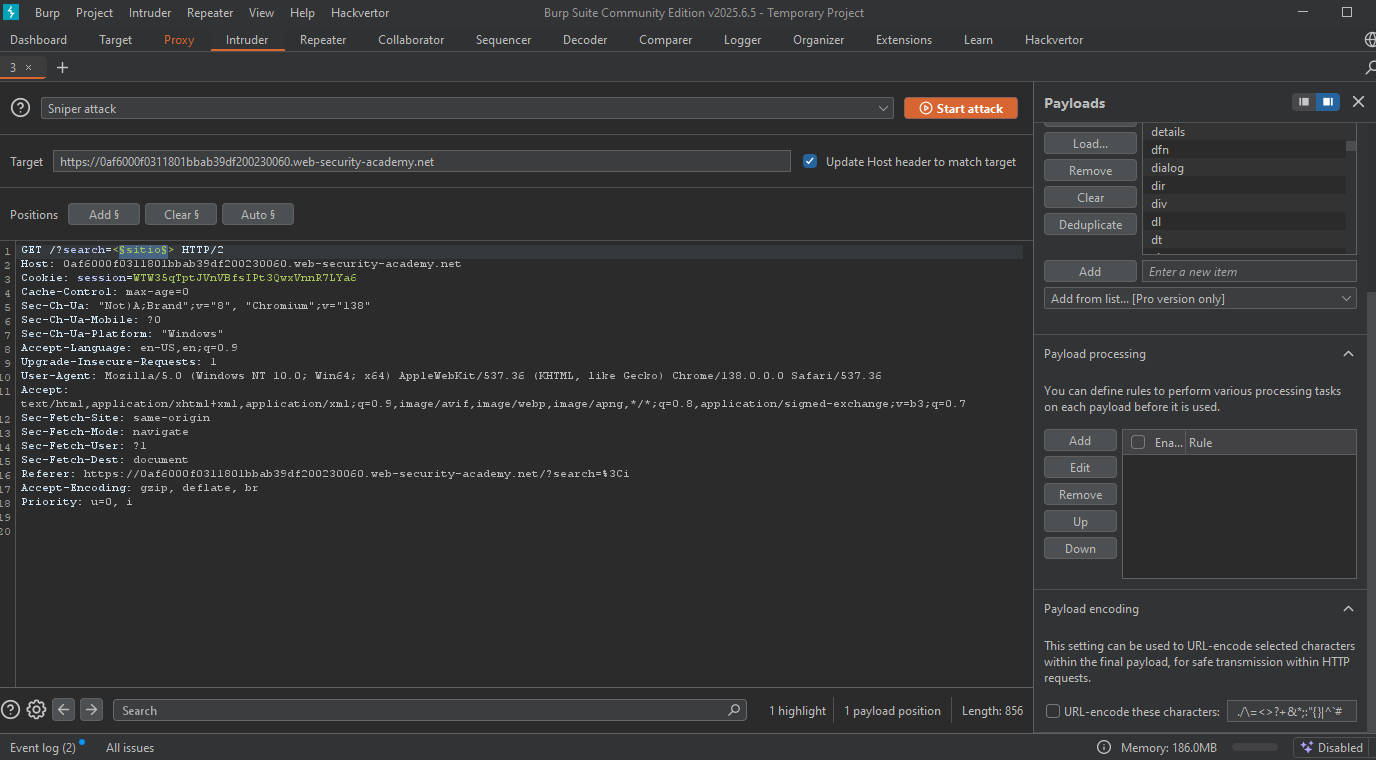 Burp Project Intruder Repeater View Help Hackvertor Burp Suite Community Edition v2025.6.5 - Temporary Project
Dashboard Target Proxy Intruder Repeater Collaborator Sequencer Decoder Comparer Logger Organizer Extensions Learn Hackvertor
3 × +
Sniper attack Start attack
Target https://0af6000f0311801bbab39df200230060.web-security-academy.net Update Host header to match target
Positions Add § Clear § Auto §
1 GET /?search=<§sitio§> HTTP/2
2 Host: 0af6000f0311801bbab39df200230060.web-security-academy.net
3 Cookie: session=WTW35qTptJVnVBfsIPt3QwxVnnR7LYa6
4 Cache-Control: max-age=0
5 Sec-Ch-Ua: "Not)A;Brand";v="8", "Chromium";v="138"
6 Sec-Ch-Ua-Mobile: ?0
7 Sec-Ch-Ua-Platform: "Windows"
8 Accept-Language: en-US,en;q=0.9
9 Upgrade-Insecure-Requests: 1
10 User-Agent: Mozilla/5.0 (Windows NT 10.0; Win64; x64) AppleWebKit/537.36 (KHTML, like Gecko) Chrome/138.0.0.0 Safari/537.36
11 Accept:
text/html,application/xhtml+xml,application/xml;q=0.9,image/avif,image/webp,image/apng,*/*;q=0.8,application/signed-exchange;v=b3;q=0.7
12 Sec-Fetch-Site: same-origin
13 Sec-Fetch-Mode: navigate
14 Sec-Fetch-User: ?1
15 Sec-Fetch-Dest: document
16 Referer: https://0af6000f0311801bbab39df200230060.web-security-academy.net/?search=%3Ci
17 Accept-Encoding: gzip, deflate, br
18 Priority: u=0, i
19
20
Search 1 highlight 1 payload position Length: 856
Payloads
Load...
Remove
Clear
Deduplicate
details
dfn
dialog
dir
div
dl
dt
Add Enter a new item
Add from list... [Pro version only]
Payload processing
You can define rules to perform various processing tasks
on each payload before it is used.
Add
Edit
Remove
Up
Down
Ena... Rule
Payload encoding
This setting can be used to URL-encode selected characters
within the final payload, for safe transmission within HTTP
requests.
URL-encode these characters: ./\=<>?+&*;:"{}|^`#
Event log (2) All issues Memory: 186.0MB Disabled